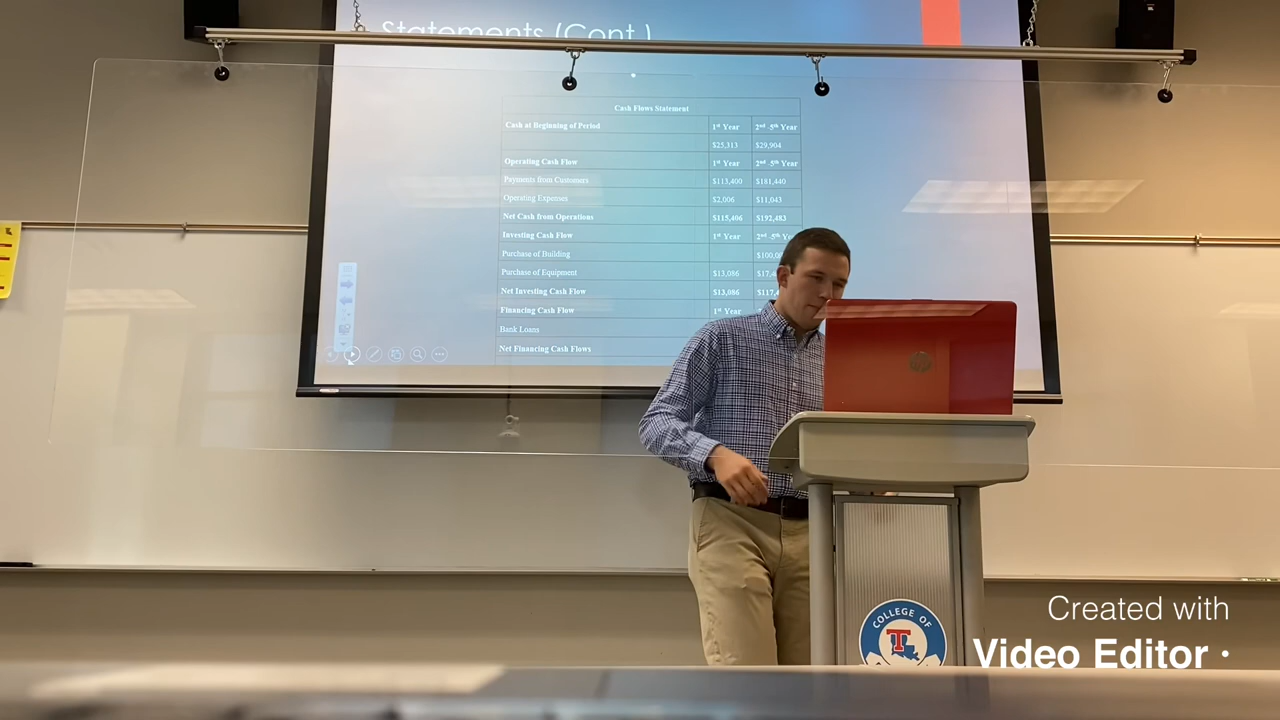 Statements (Cont.)
Cash Flows Statement
Cash at Beginning of Period 1st Year 2nd -5th Year
$25,313 $29,904
Operating Cash Flow 1st Year 2nd -5th Year
Payments from Customers $113,400 $181,440
Operating Expenses $2,006 $11,043
Net Cash from Operations $115,406 $192,483
Investing Cash Flow 1st Year 2nd -5th
Purchase of Building
Purchase of Equipment $13,086
Net Investing Cash Flow $13,086
Financing Cash Flow 1st Year
Bank Loans
Net Financing Cash Flows
hp
COLLEGE OF
T
Created with
Video Editor